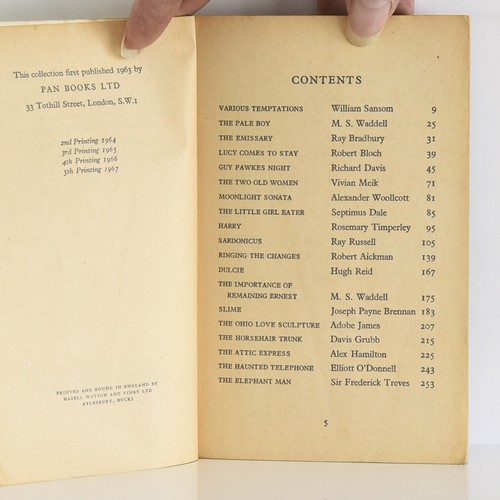 This collection first published 1963 by
PAN BOOKS LTD
33 Tothill Street, London, S.W.1
2nd Printing 1964
3rd Printing 1965
4th Printing 1966
5th Printing 1967
PRINTED AND BOUND IN ENGLAND BY
HAZELL WATSON AND VINEY LTD
AYLESBURY, BUCKS
CONTENTS
VARIOUS TEMPTATIONS William Sansom 9
THE PALE BOY M. S. Waddell 25
THE EMISSARY Ray Bradbury 31
LUCY COMES TO STAY Robert Bloch 39
GUY FAWKES NIGHT Richard Davis 45
THE TWO OLD WOMEN Vivian Meik 71
MOONLIGHT SONATA Alexander Woollcott 81
THE LITTLE GIRL EATER Septimus Dale 85
HARRY Rosemary Timperley 95
SARDONICUS Ray Russell 105
RINGING THE CHANGES Robert Aickman 139
DULCIE Hugh Reid 167
THE IMPORTANCE OF
REMAINING ERNEST M. S. Waddell 175
SLIME Joseph Payne Brennan 183
THE OHIO LOVE SCULPTURE Adobe James 207
THE HORSEHAIR TRUNK Davis Grubb 215
THE ATTIC EXPRESS Alex Hamilton 225
THE HAUNTED TELEPHONE Elliott O'Donnell 243
THE ELEPHANT MAN Sir Frederick Treves 253
5